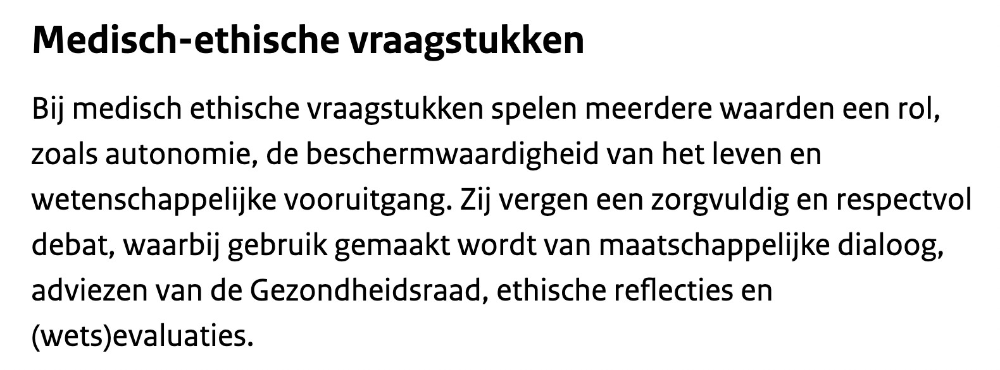 Medisch-ethische vraagstukken
Bij medisch ethische vraagstukken spelen meerdere waarden een rol,
zoals autonomie, de beschermwaardigheid van het leven en
wetenschappelijke vooruitgang. Zij vergen een zorgvuldig en respectvol
debat, waarbij gebruik gemaakt wordt van maatschappelijke dialoog,
adviezen van de Gezondheidsraad, ethische reflecties en
(wets)evaluaties.